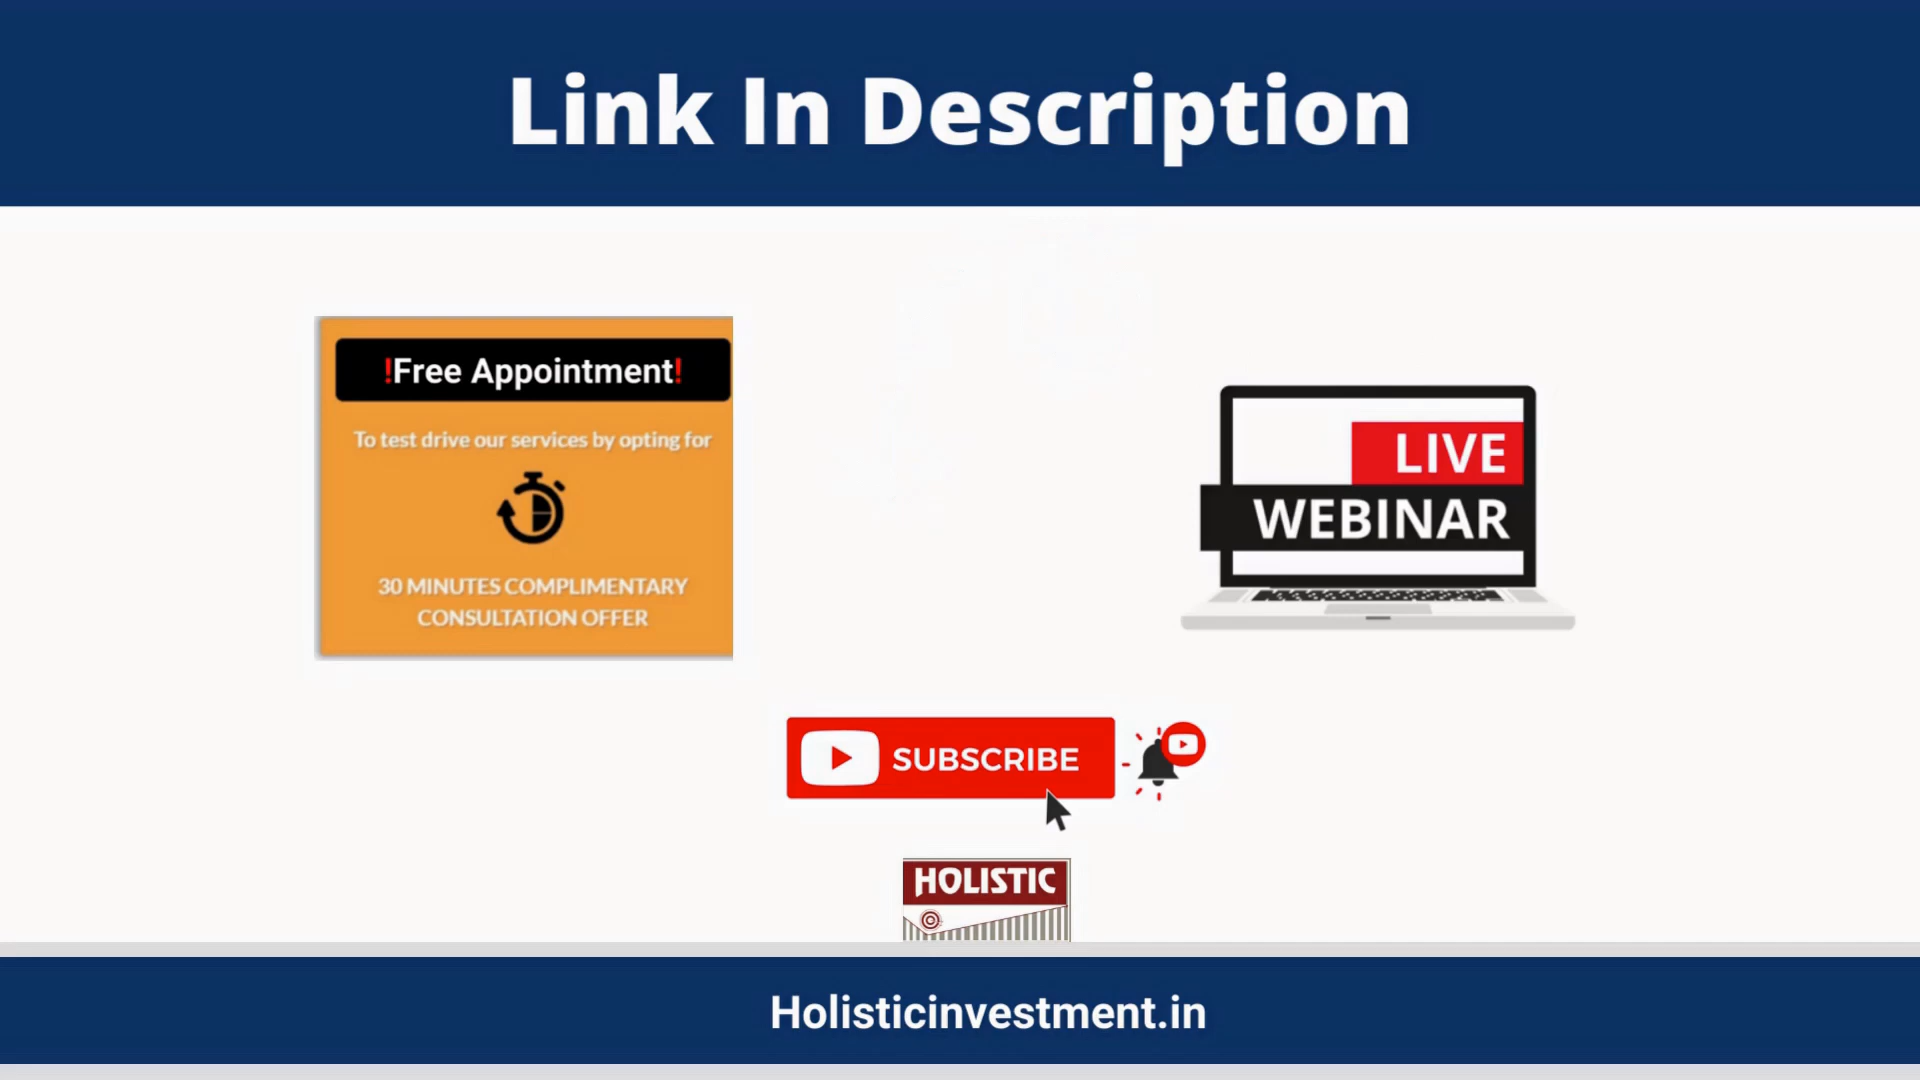 Link In Description
!Free Appointment!
To test drive our services by opting for
30 MINUTES COMPLIMENTARY
CONSULTATION OFFER
LIVE
WEBINAR
SUBSCRIBE
HOLISTIC
Holisticinvestment.in